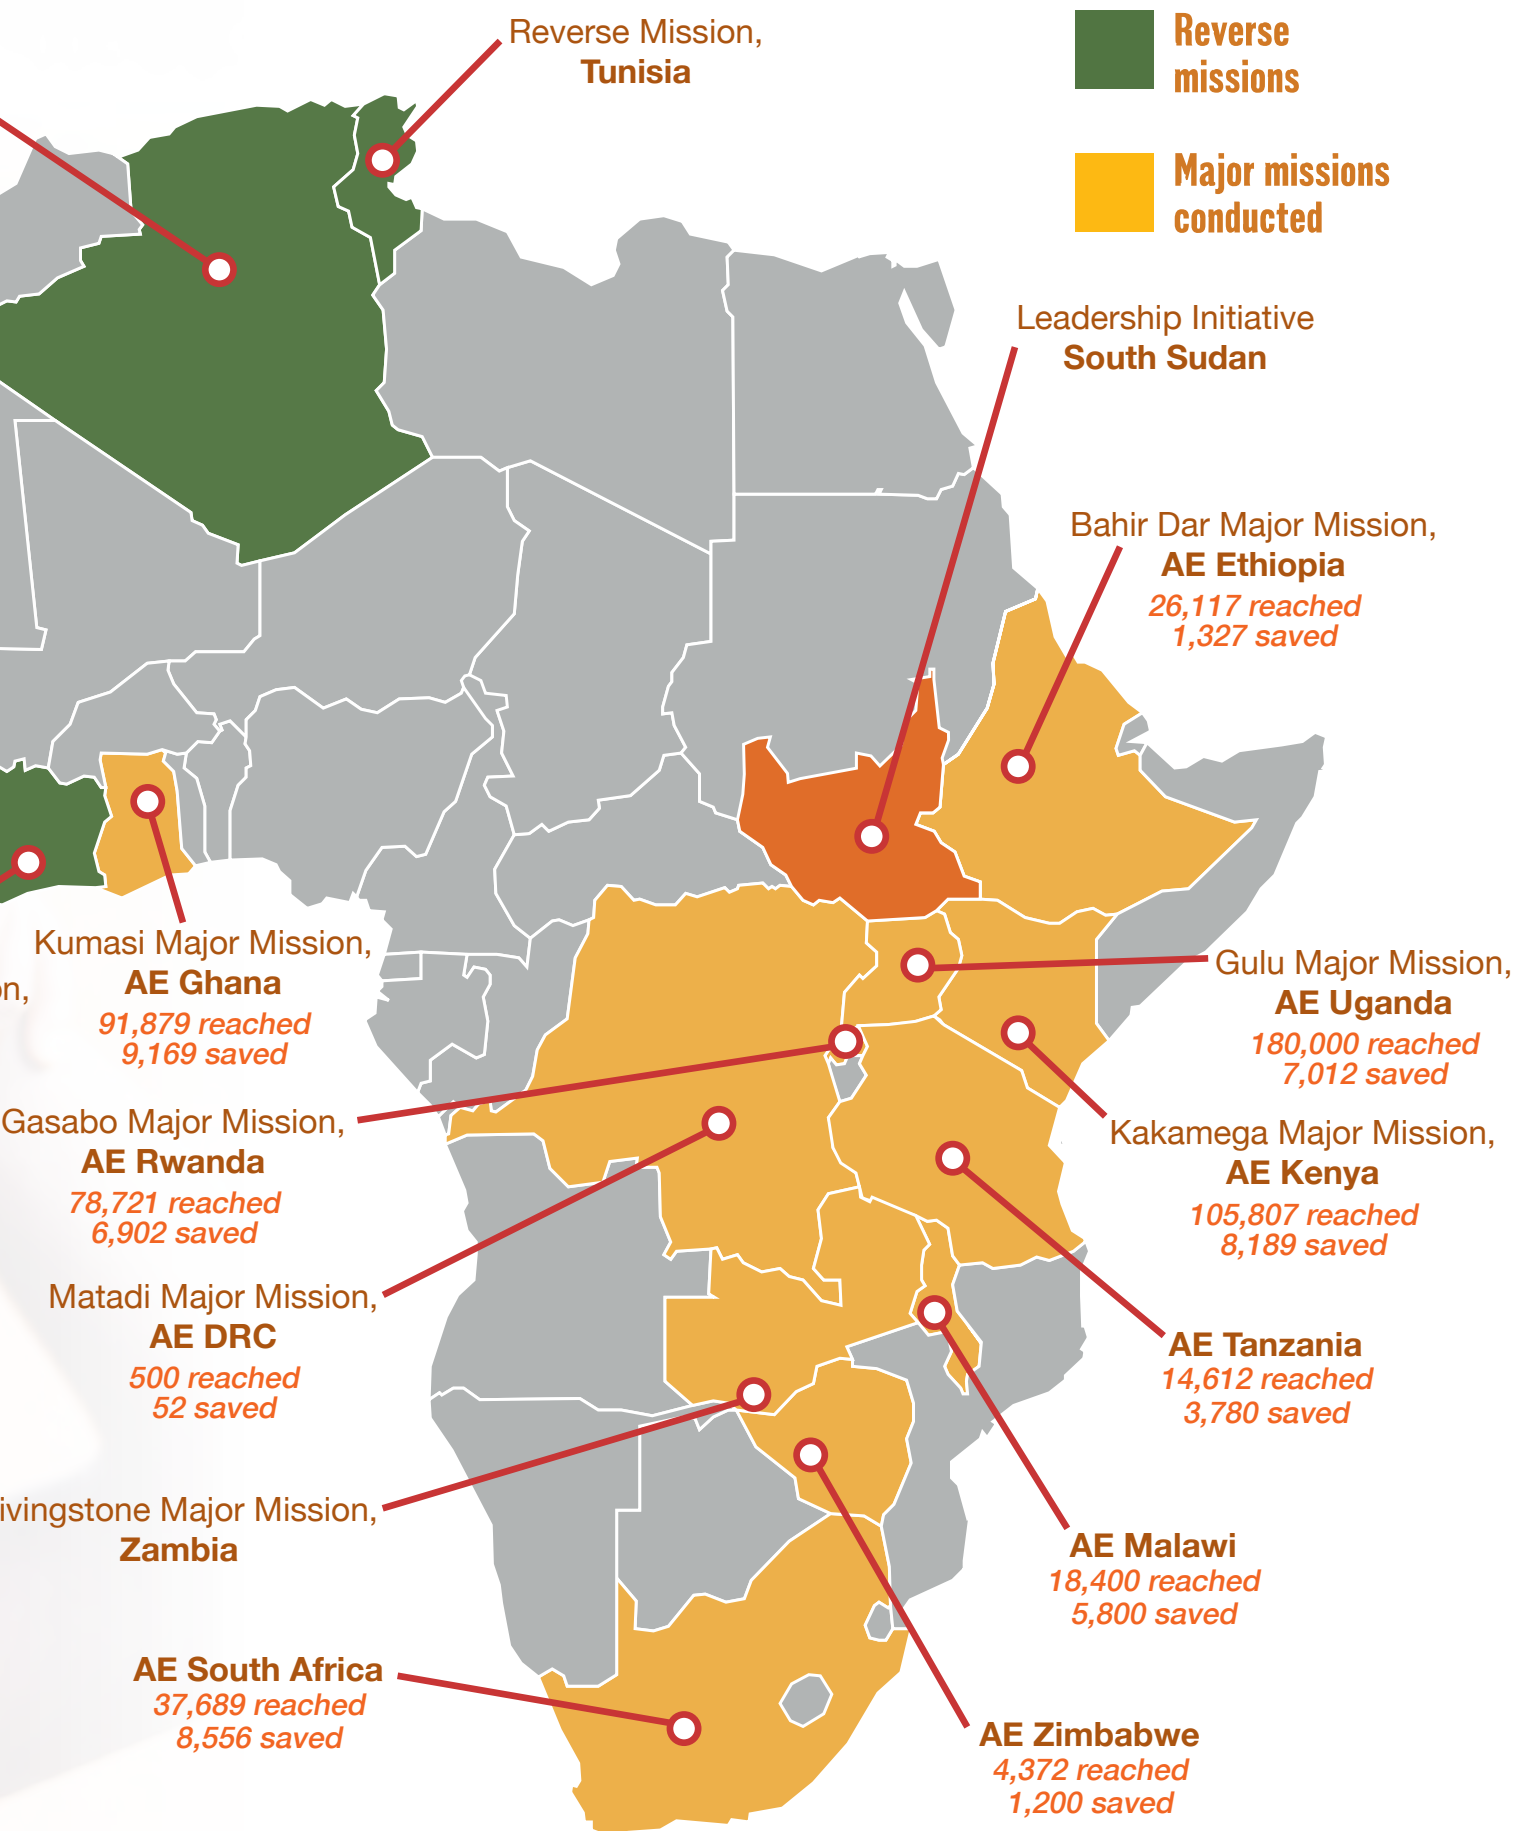 Reverse Mission,
Tunisia
Reverse
missions
Major missions
conducted
Leadership Initiative
South Sudan
Bahir Dar Major Mission,
AE Ethiopia
26,117 reached
1,327 saved
Kumasi Major Mission,
AE Ghana
91,879 reached
9,169 saved
Gulu Major Mission,
AE Uganda
180,000 reached
7,012 saved
Gasabo Major Mission,
AE Rwanda
78,721 reached
6,902 saved
Kakamega Major Mission,
AE Kenya
105,807 reached
8,189 saved
Matadi Major Mission,
AE DRC
500 reached
52 saved
AE Tanzania
14,612 reached
3,780 saved
ivingstone Major Mission,
Zambia
AE Malawi
18,400 reached
5,800 saved
AE South Africa
37,689 reached
8,556 saved
AE Zimbabwe
4,372 reached
1,200 saved